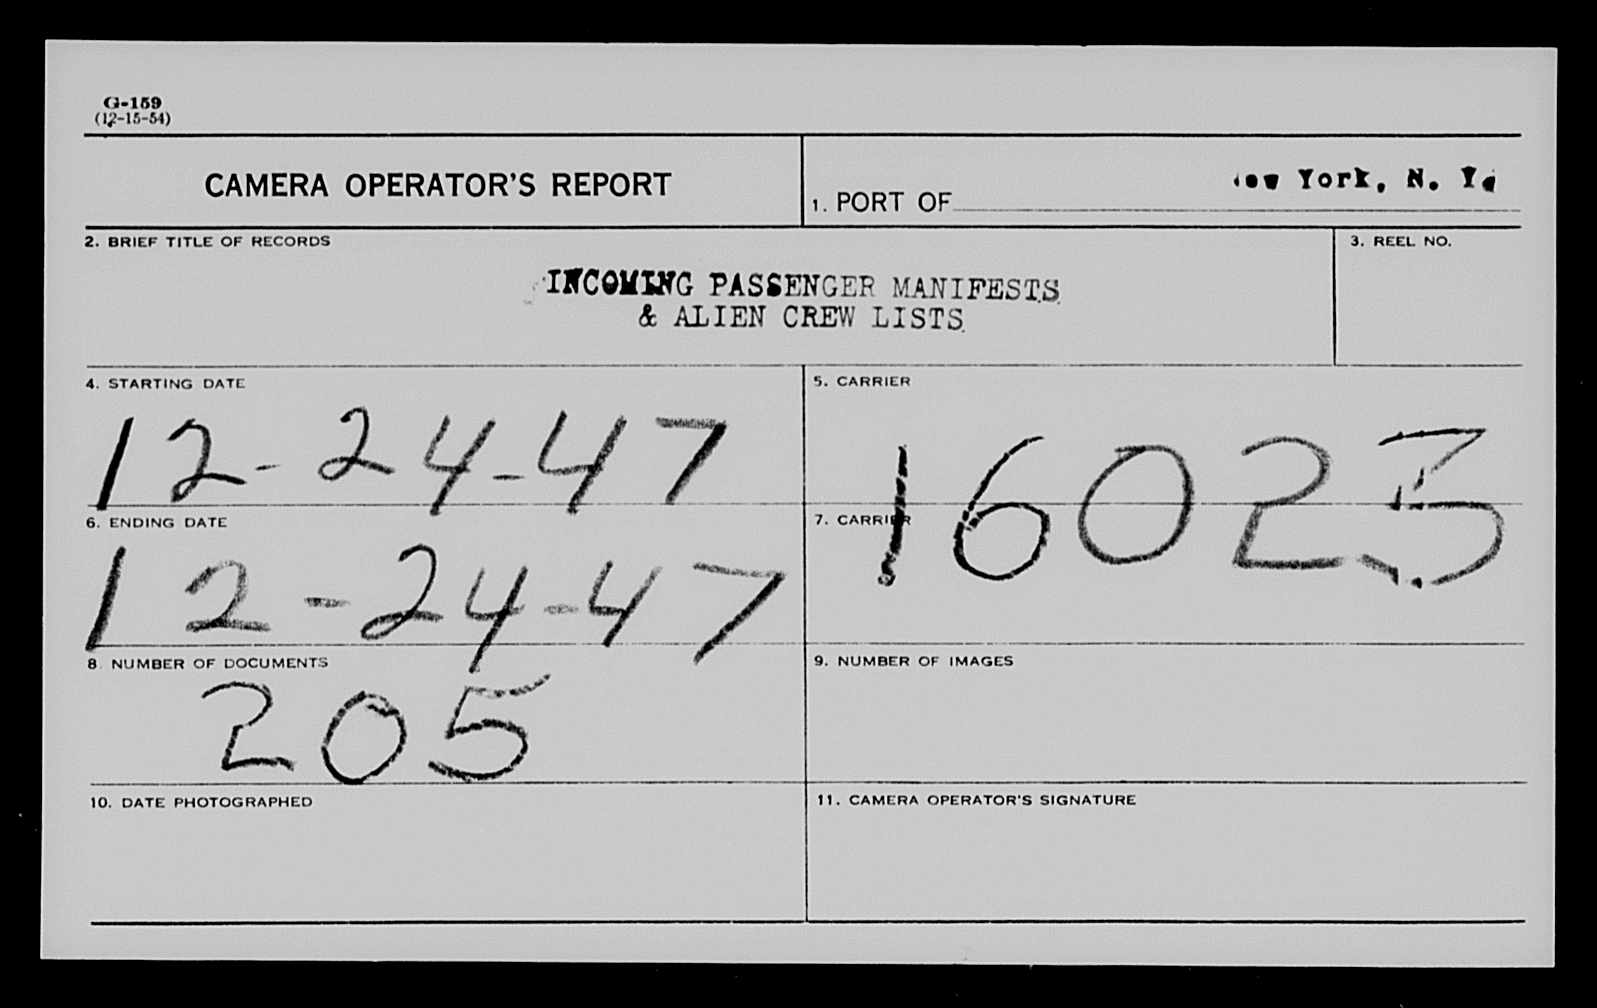 G-159
(12-15-54)
CAMERA OPERATOR'S REPORT
1. PORT OF New York, N. Y.
2. BRIEF TITLE OF RECORDS
INCOMING PASSENGER MANIFESTS
& ALIEN CREW LISTS
3. REEL NO.
4. STARTING DATE
12-24-47
5. CARRIER
16023
6. ENDING DATE
12-24-47
7. CARRIER
8. NUMBER OF DOCUMENTS
205
9. NUMBER OF IMAGES
10. DATE PHOTOGRAPHED
11. CAMERA OPERATOR'S SIGNATURE